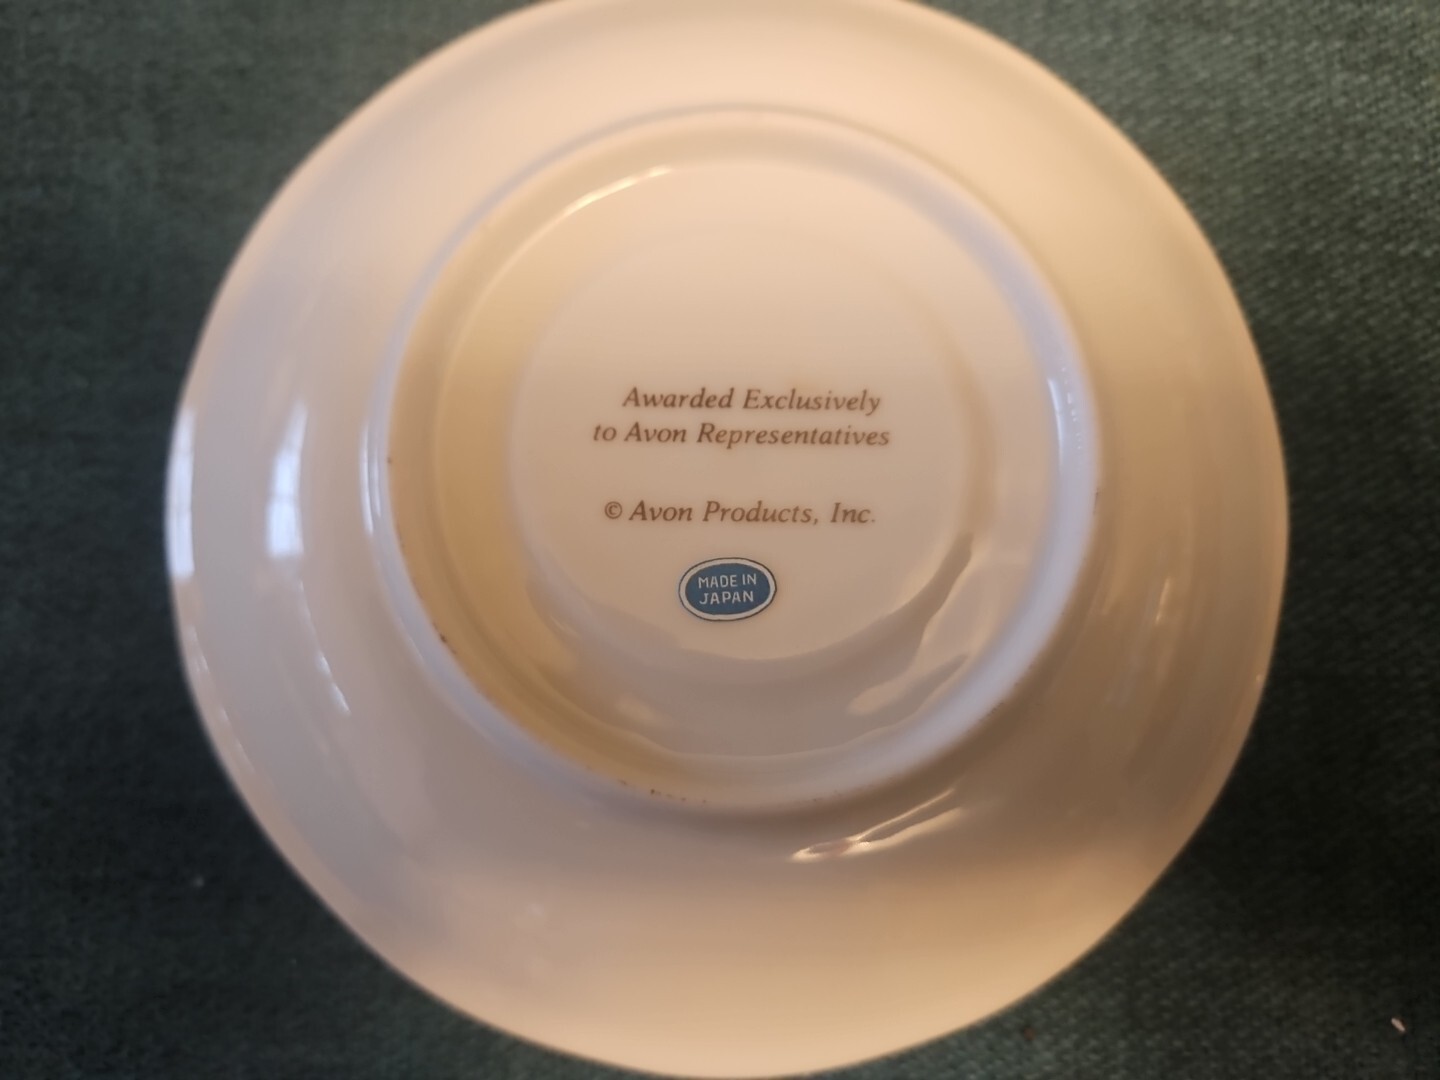 Awarded Exclusively
to Avon Representatives
© Avon Products, Inc.
MADE IN
JAPAN